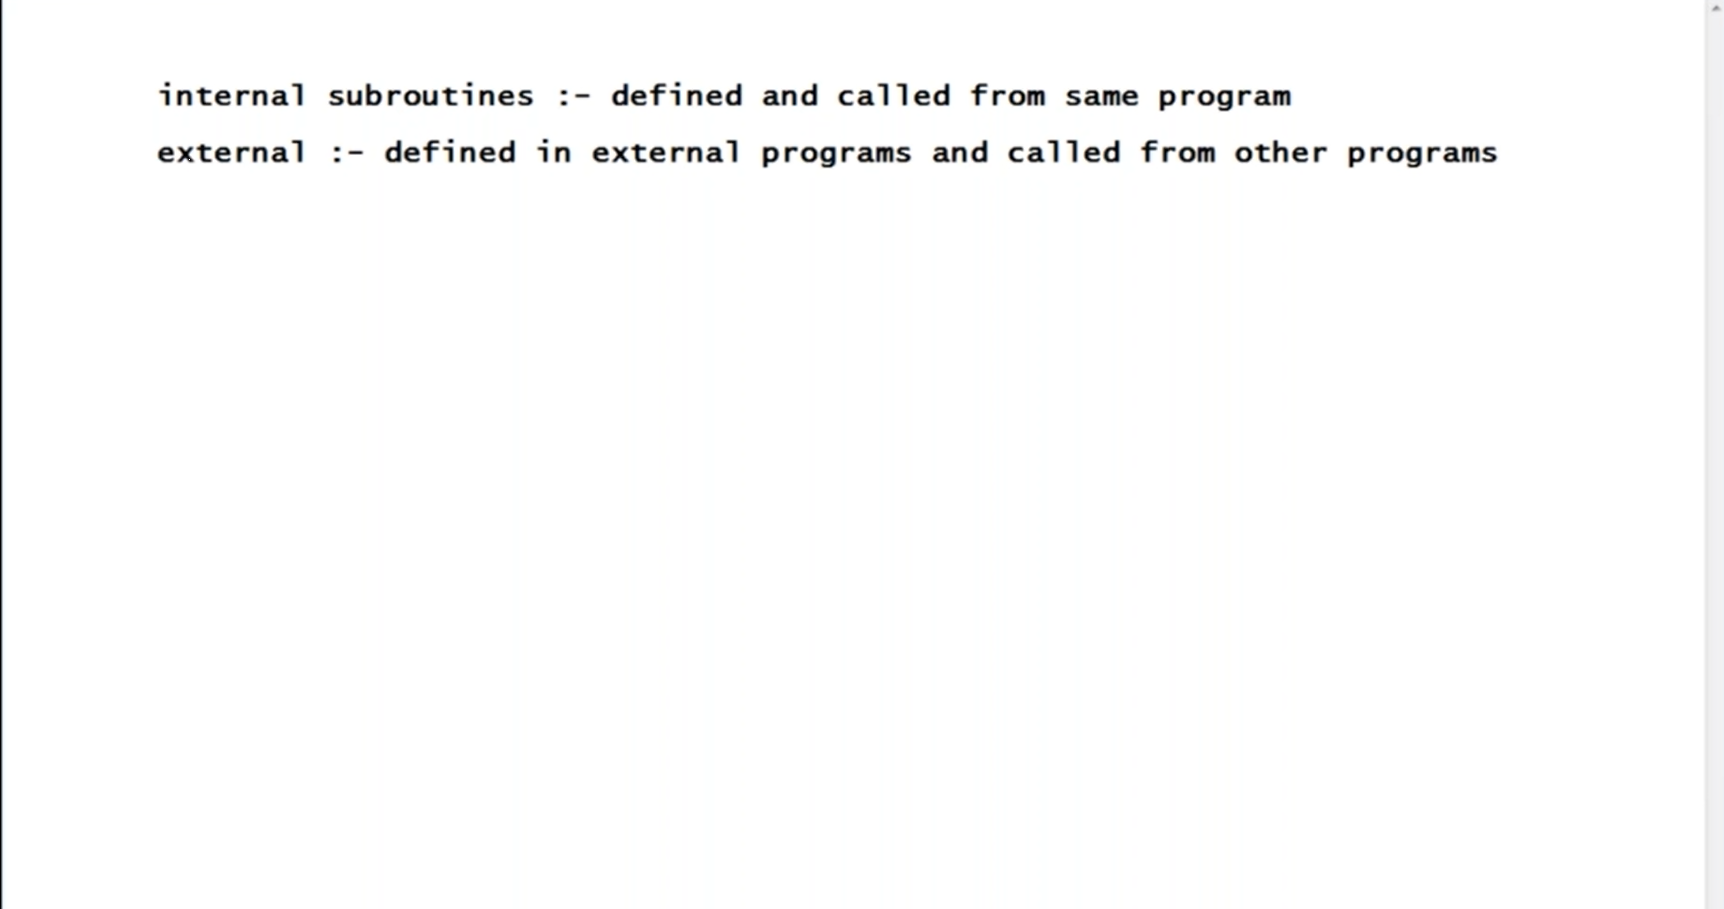 internal subroutines :- defined and called from same program
external :- defined in external programs and called from other programs